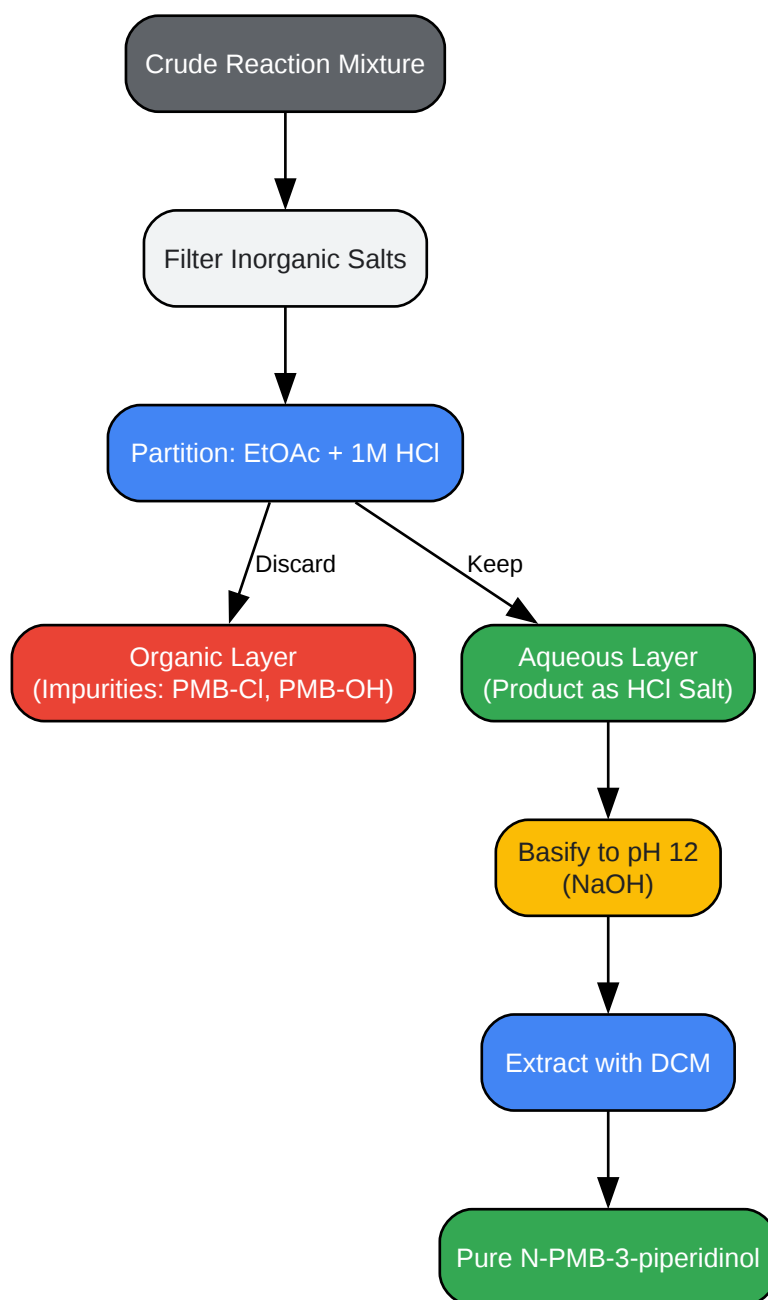 Crude Reaction Mixture
Filter Inorganic Salts
Partition: EtOAc + 1M HCl
Discard
Keep
Organic Layer
(Impurities: PMB-Cl, PMB-OH)
Aqueous Layer
(Product as HCl Salt)
Basify to pH 12
(NaOH)
Extract with DCM
Pure N-PMB-3-piperidinol